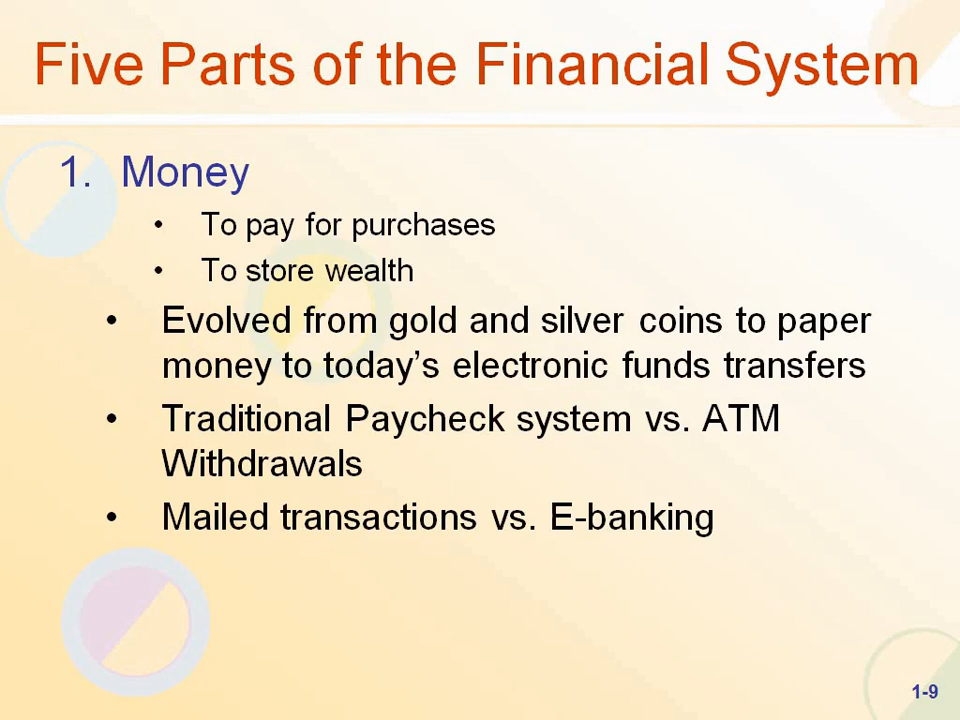 Five Parts of the Financial System
1. Money
• To pay for purchases
• To store wealth
• Evolved from gold and silver coins to paper
money to today’s electronic funds transfers
• Traditional Paycheck system vs. ATM
Withdrawals
• Mailed transactions vs. E-banking
1-9